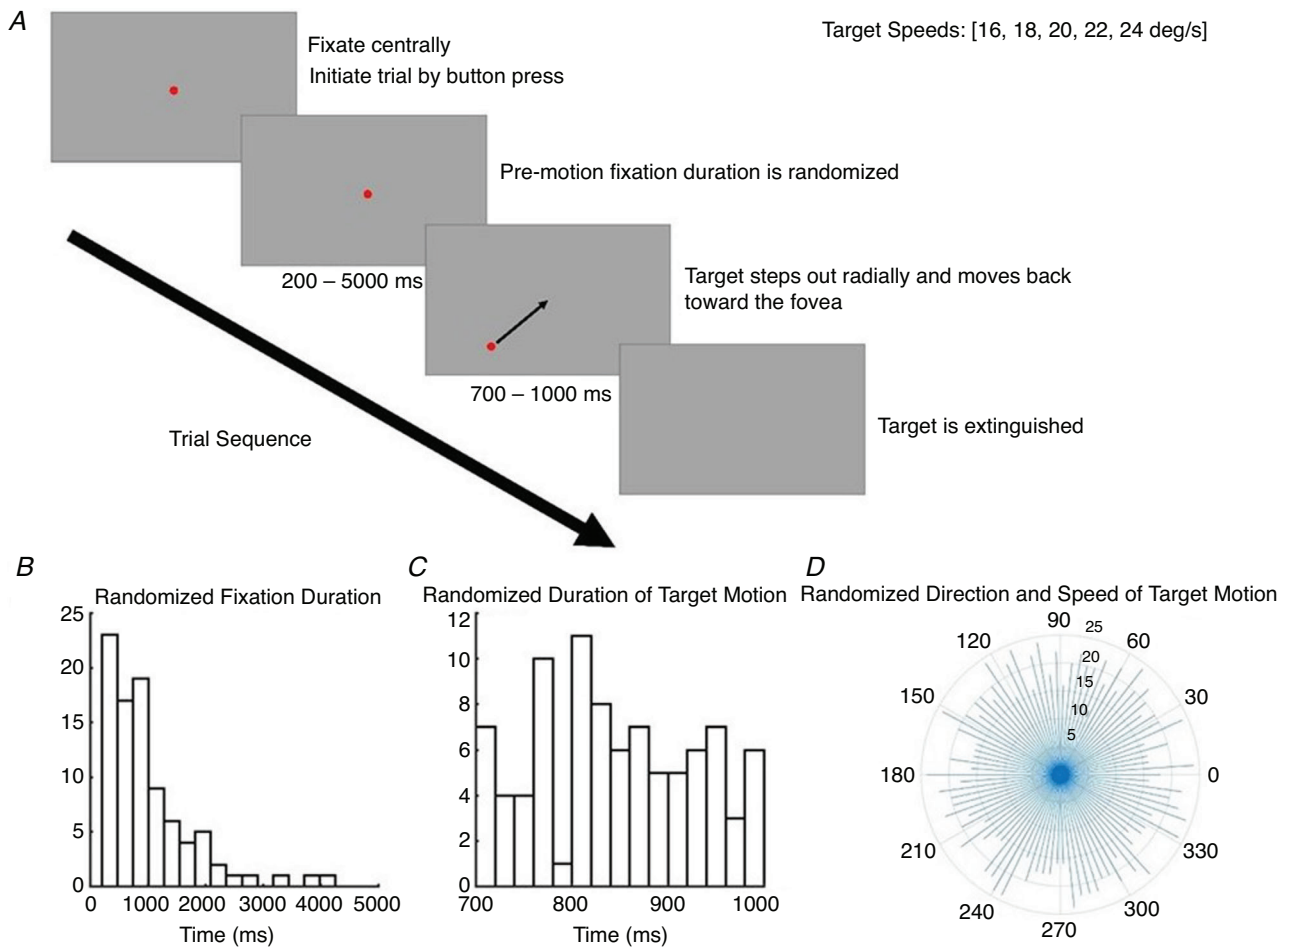 A
Target Speeds: [16, 18, 20, 22, 24 deg/s]
Fixate centrally
Initiate trial by button press
Pre-motion fixation duration is randomized
200 – 5000 ms
Target steps out radially and moves back
toward the fovea
700 – 1000 ms
Target is extinguished
Trial Sequence
B
Randomized Fixation Duration
25
20
15
10
5
0
0 1000 2000 3000 4000 5000
Time (ms)
C
Randomized Duration of Target Motion
12
10
8
6
4
2
0
700 800 900 1000
Time (ms)
D
Randomized Direction and Speed of Target Motion
90
25
120
60
20
15
150
30
10
5
180
0
210
330
240
300
270